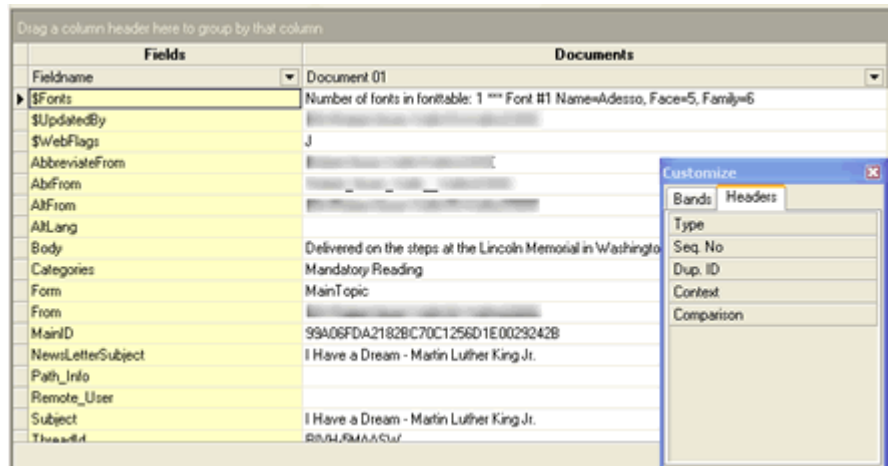 Drag a column header here to group by that column
Fields Documents
Fieldname Document 01
$Fonts Number of fonts in fonttable: 1 *** Font #1 Name=Adesso, Face=5, Family=6
$UpdatedBy
$WebFlags J
AbbreviateFrom
AbrFrom
AltFrom
AltLang
Body Delivered on the steps at the Lincoln Memorial in Washingto
Categories Mandatory Reading
Form MainTopic
From
MainID 99A06FDA2182BC70C1256D1E0029242B
NewsLetterSubject I Have a Dream - Martin Luther King Jr.
Path_Info
Remote_User
Subject I Have a Dream - Martin Luther King Jr.
ThreadId
Customize
Bands Headers
Type
Seq. No
Dup. ID
Context
Comparison